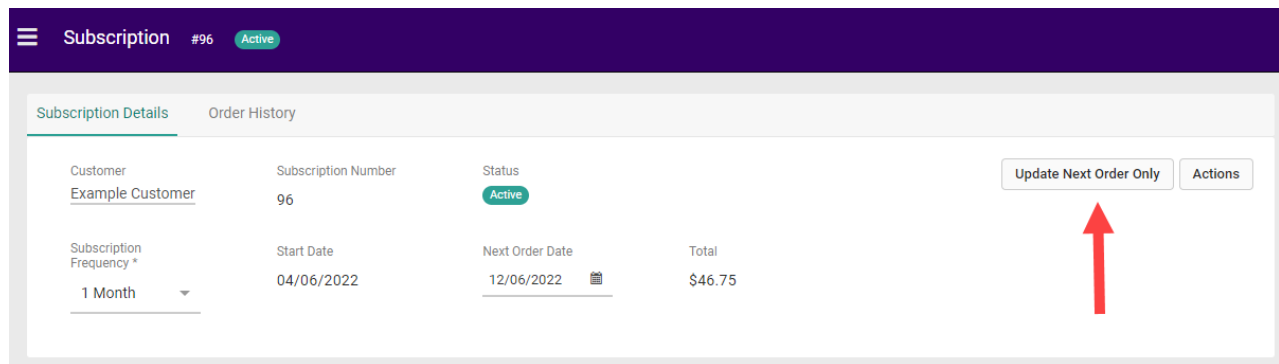 Subscription #96 Active
Subscription Details Order History
Customer Subscription Number Status
Example Customer 96 Active
Update Next Order Only Actions
Subscription
Frequency * Start Date Next Order Date Total
1 Month 04/06/2022 12/06/2022 $46.75